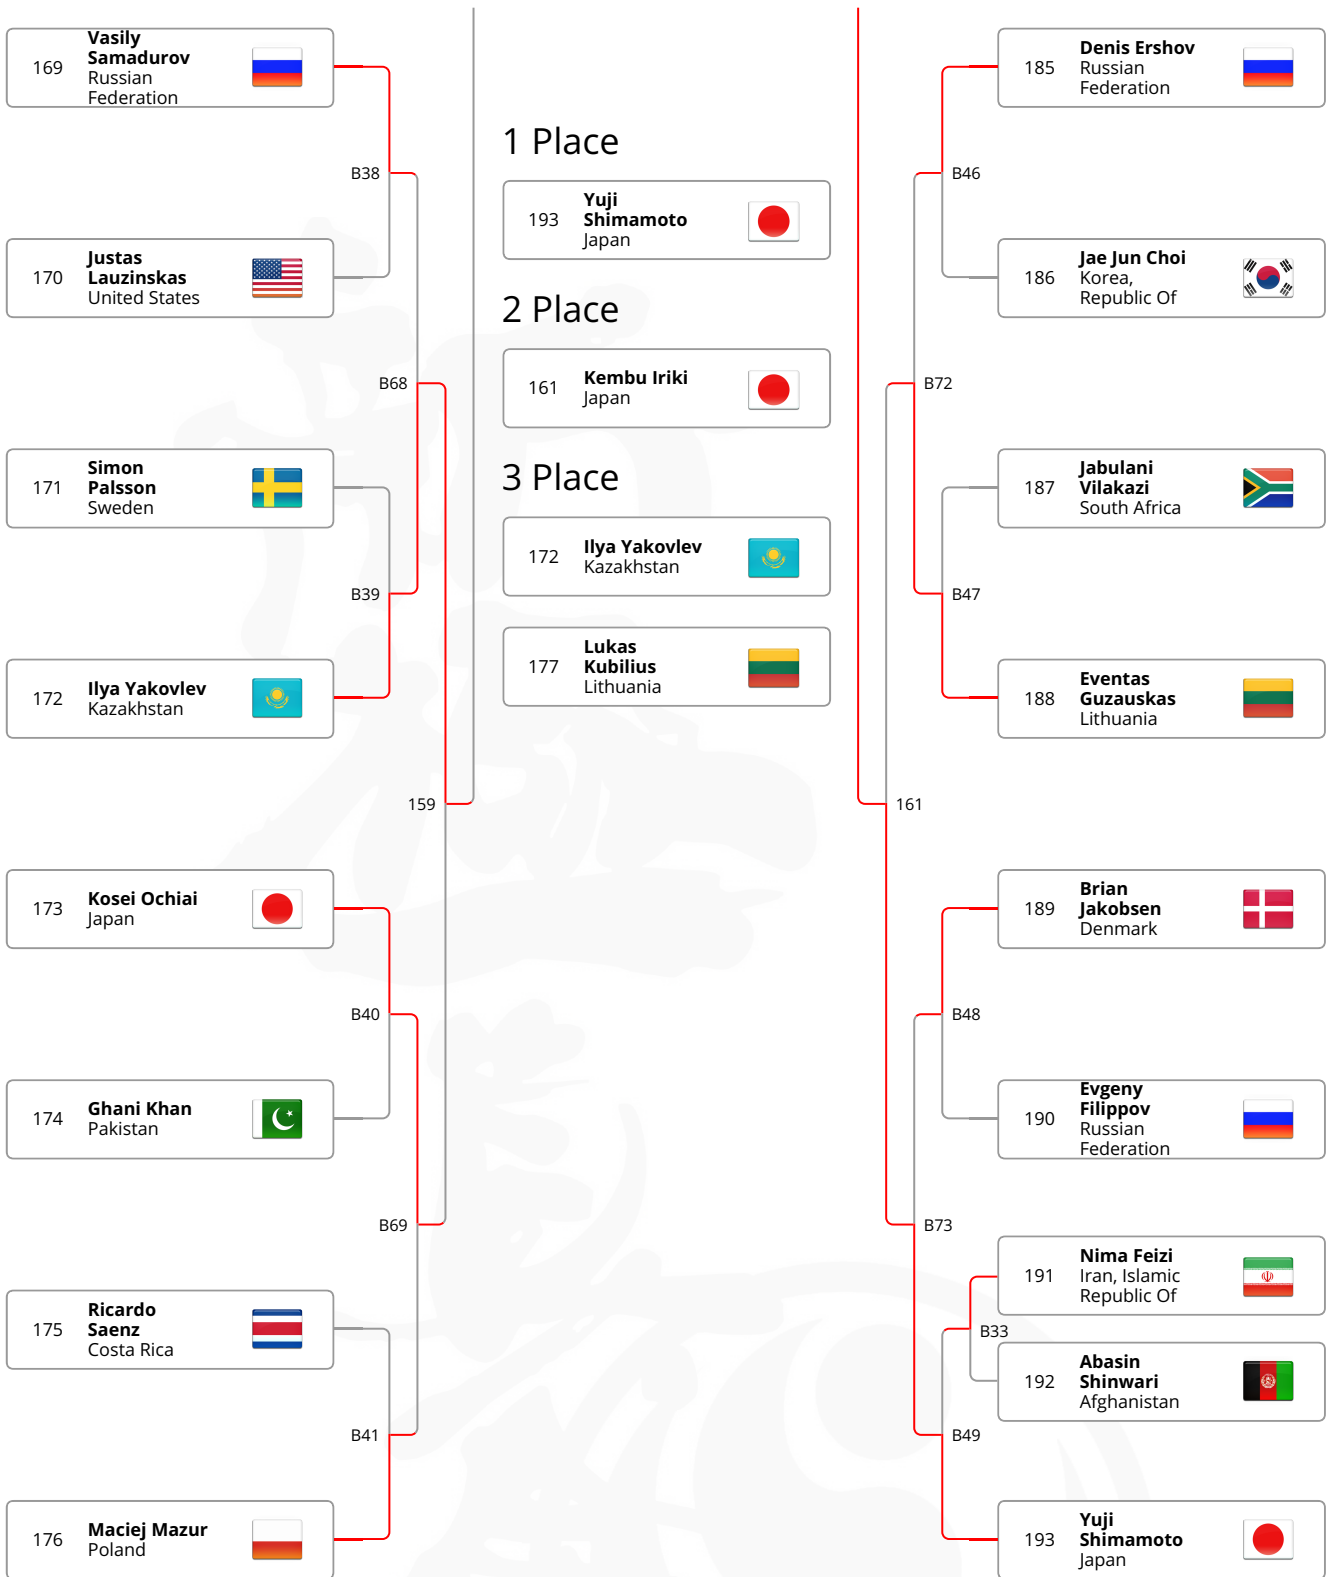 169
Vasily
Samadurov
Russian
Federation
B38
170
Justas
Lauzinskas
United States
B68
171
Simon
Palsson
Sweden
B39
172
Ilya Yakovlev
Kazakhstan
159
173
Kosei Ochiai
Japan
B40
174
Ghani Khan
Pakistan
B69
175
Ricardo
Saenz
Costa Rica
B41
176
Maciej Mazur
Poland
1 Place
193
Yuji
Shimamoto
Japan
2 Place
161
Kembu Iriki
Japan
3 Place
172
Ilya Yakovlev
Kazakhstan
177
Lukas
Kubilius
Lithuania
185
Denis Ershov
Russian
Federation
B46
186
Jae Jun Choi
Korea,
Republic Of
B72
187
Jabulani
Vilakazi
South Africa
B47
188
Eventas
Guzauskas
Lithuania
161
189
Brian
Jakobsen
Denmark
B48
190
Evgeny
Filippov
Russian
Federation
B73
191
Nima Feizi
Iran, Islamic
Republic Of
B33
192
Abasin
Shinwari
Afghanistan
B49
193
Yuji
Shimamoto
Japan